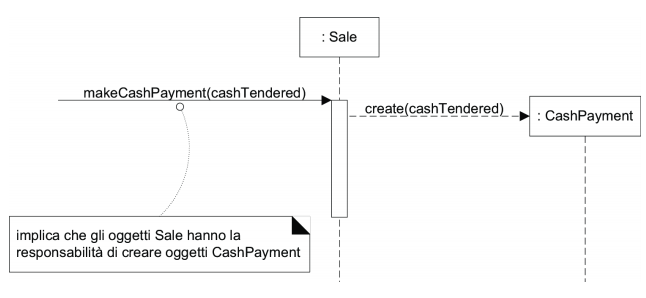 : Sale
makeCashPayment(cashTendered)
create(cashTendered)
: CashPayment
implica che gli oggetti Sale hanno la
responsabilità di creare oggetti CashPayment